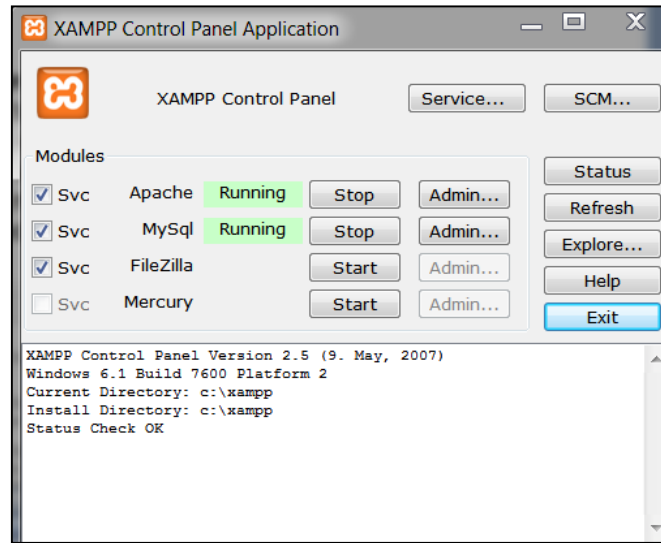 XAMPP Control Panel Application
XAMPP Control Panel
Service...
SCM...
Modules
Svc Apache Running Stop Admin...
Svc MySql Running Stop Admin...
Svc FileZilla Start Admin...
Svc Mercury Start Admin...
Status
Refresh
Explore...
Help
Exit
XAMPP Control Panel Version 2.5 (9. May, 2007)
Windows 6.1 Build 7600 Platform 2
Current Directory: c:\xampp
Install Directory: c:\xampp
Status Check OK